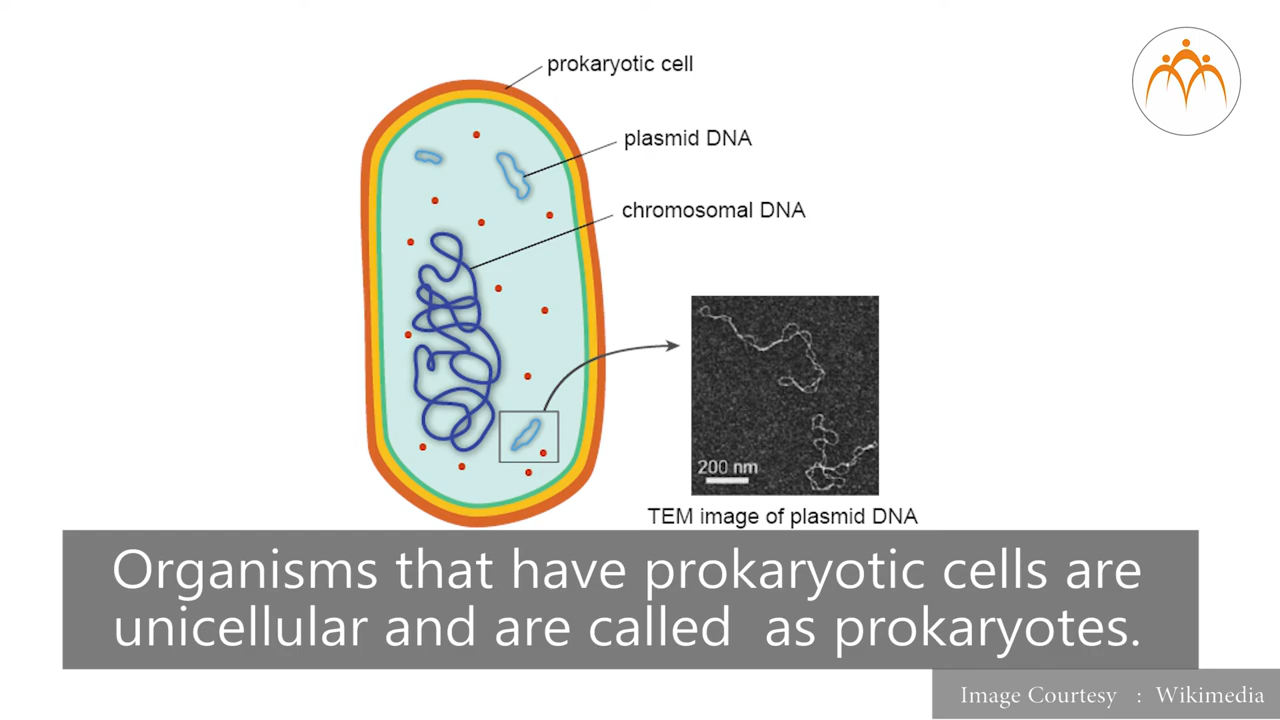 prokaryotic cell
plasmid DNA
chromosomal DNA
200 nm
TEM image of plasmid DNA
Organisms that have prokaryotic cells are
unicellular and are called  as prokaryotes.
Image Courtesy : Wikimedia